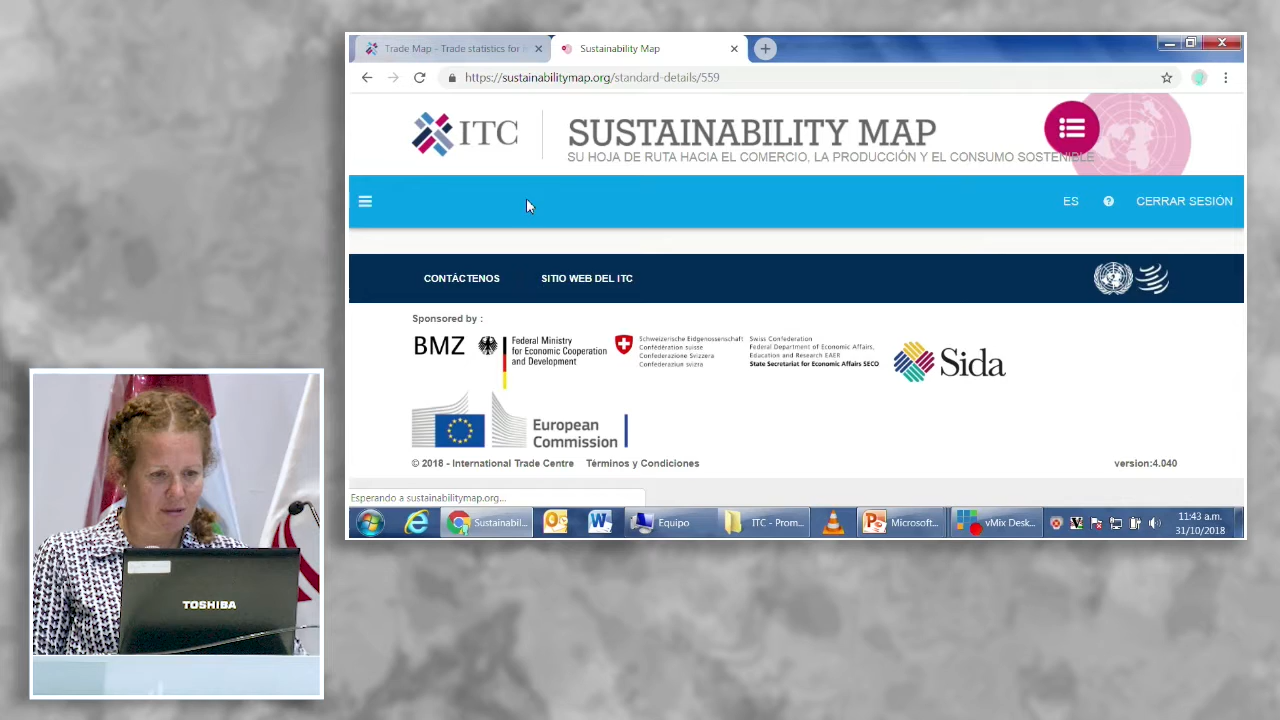 Trade Map - Trade statistics for
Sustainability Map
https://sustainabilitymap.org/standard-details/559
ITC
SUSTAINABILITY MAP
SU HOJA DE RUTA HACIA EL COMERCIO, LA PRODUCCIÓN Y EL CONSUMO SOSTENIBLE
ES
CERRAR SESIÓN
CONTÁCTENOS
SITIO WEB DEL ITC
Sponsored by :
BMZ
Federal Ministry
for Economic Cooperation
and Development
Schweizerische Eidgenossenschaft
Confédération suisse
Confederazione Svizzera
Confederaziun svizra
Swiss Confederation
Federal Department of Economic Affairs,
Education and Research EAER
State Secretariat for Economic Affairs SECO
Sida
European
Commission
© 2018 - International Trade Centre Términos y Condiciones
version:4.040
Esperando a sustainabilitymap.org...
Sustainabil...
Equipo
ITC - Prom...
Microsoft...
vMix Desk...
11:43 a.m.
31/10/2018
TOSHIBA